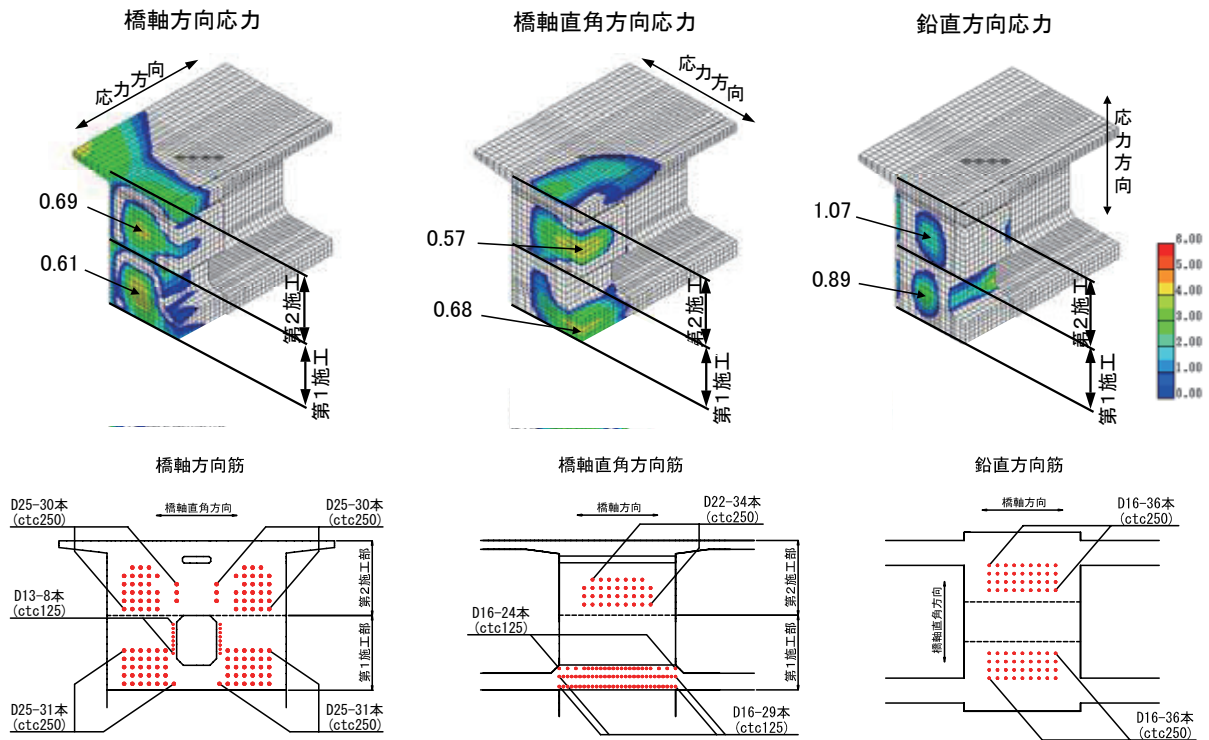 橋軸方向応力
橋軸直角方向応力
鉛直方向応力
応力方向
0.69
0.61
第2施工
第1施工
応力方向
0.57
0.68
第2施工
第1施工
応力方向
1.07
0.89
第2施工
第1施工
6.00
5.00
4.00
3.00
2.00
1.00
0.00
橋軸方向筋
D25-30本
(ctc250)
橋軸直角方向
D25-30本
(ctc250)
D13-8本
(ctc125)
第2施工部
第1施工部
D25-31本
(ctc250)
D25-31本
(ctc250)
橋軸直角方向筋
橋軸方向
D22-34本
(ctc250)
D16-24本
(ctc125)
第2施工部
第1施工部
D16-29本
(ctc125)
鉛直方向筋
橋軸方向
D16-36本
(ctc250)
橋軸直角方向
D16-36本
(ctc250)